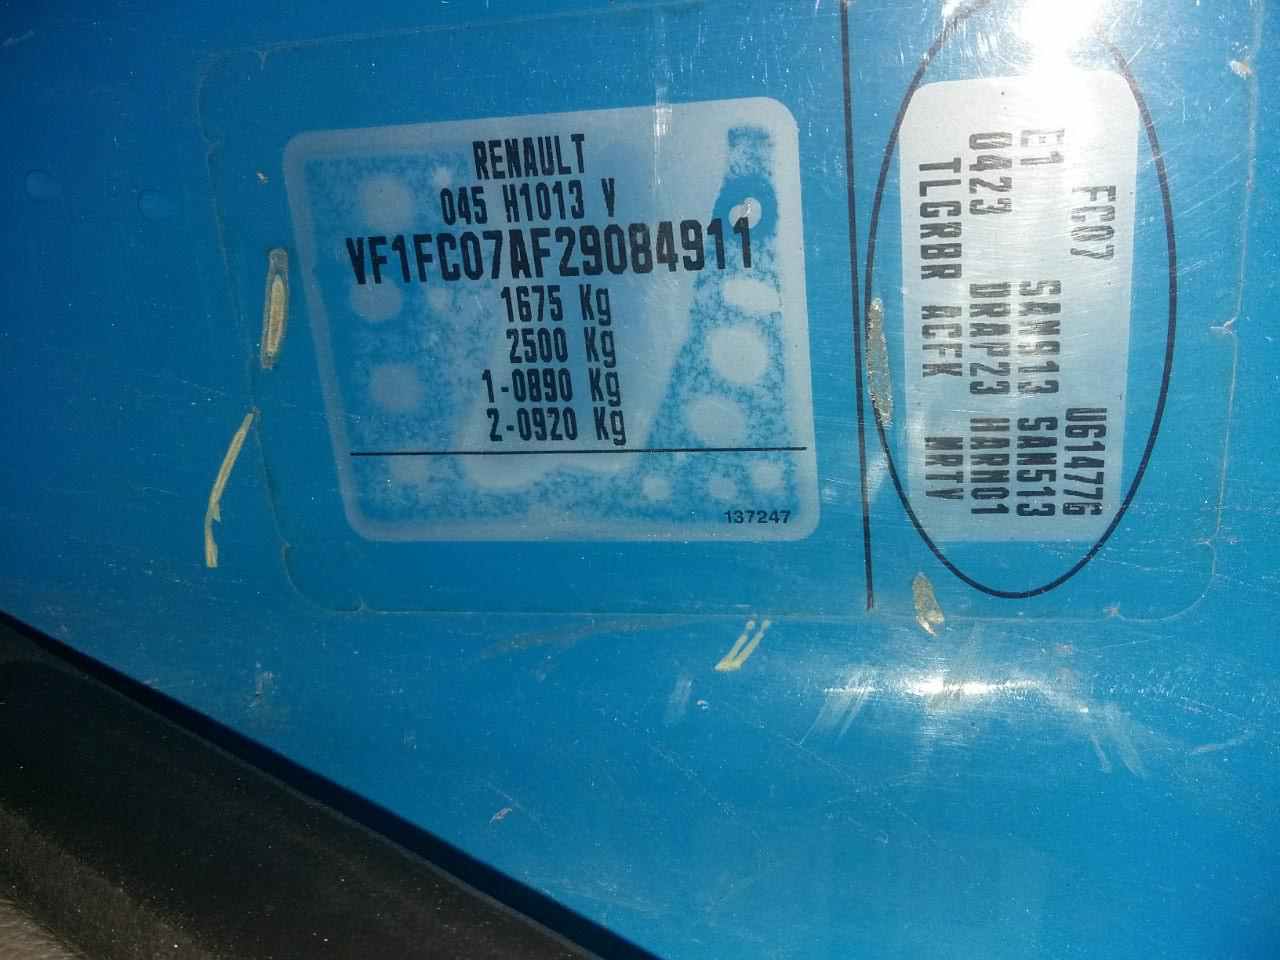 RENAULT
045 H1013 V
VF1FC07AF29084911
1675 Kg
2500 Kg
1-0890 Kg
2-0920 Kg
137247
FC07 U614776
E1 SAN913 SAN513
0423 DRAP23 HARN01
TLGRBR ACFK NRTV